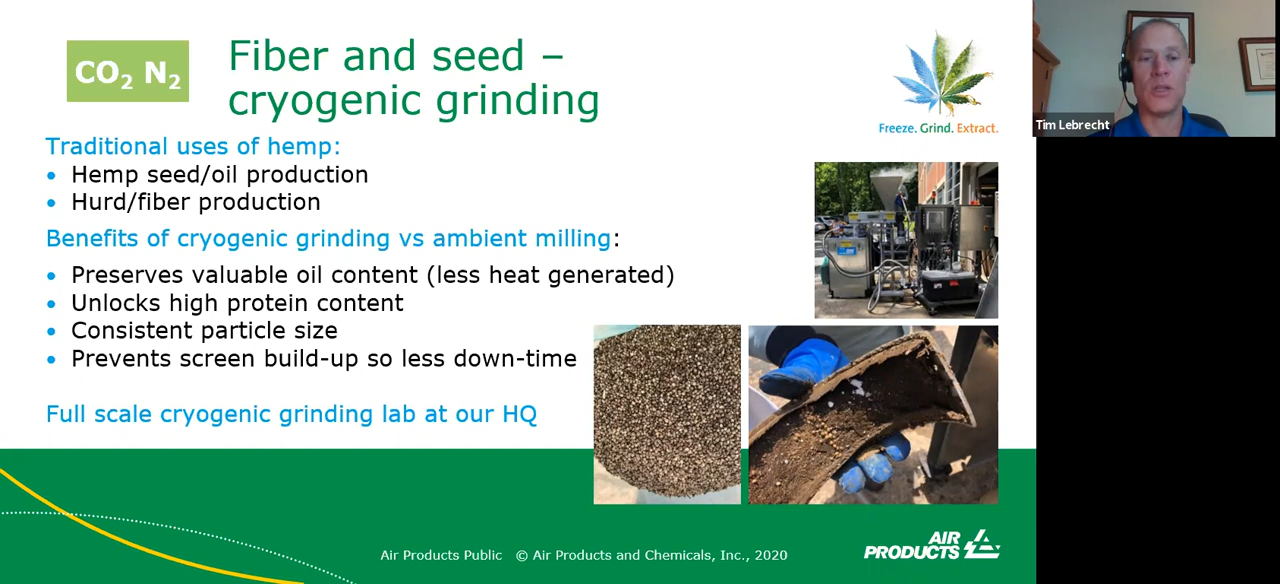 CO₂ N₂
Fiber and seed –
cryogenic grinding
Freeze. Grind. Extract.
Tim Lebrecht
Traditional uses of hemp:
• Hemp seed/oil production
• Hurd/fiber production
Benefits of cryogenic grinding vs ambient milling:
• Preserves valuable oil content (less heat generated)
• Unlocks high protein content
• Consistent particle size
• Prevents screen build-up so less down-time
Full scale cryogenic grinding lab at our HQ
Air Products Public © Air Products and Chemicals, Inc., 2020
AIR
PRODUCTS